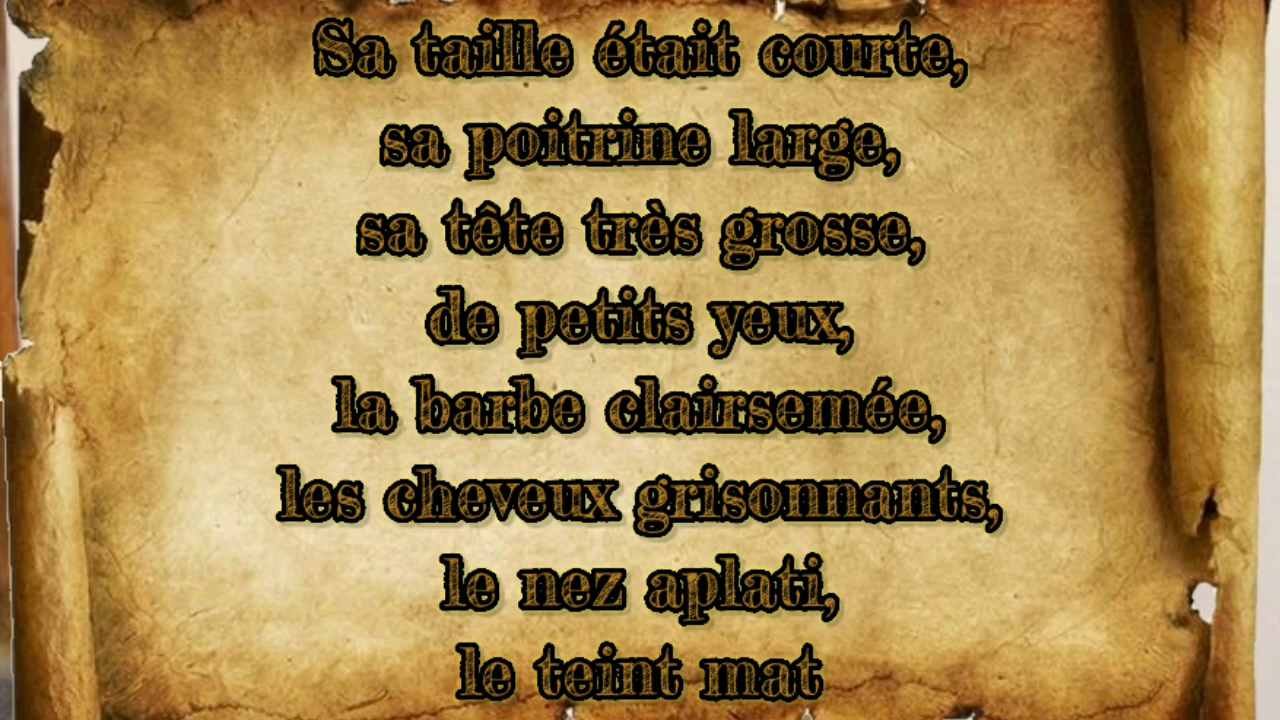 Sa taille était courte,
sa poitrine large,
sa tête très grosse,
de petits yeux,
la barbe clairsemée,
les cheveux grisonnants,
le nez aplati,
le teint mat